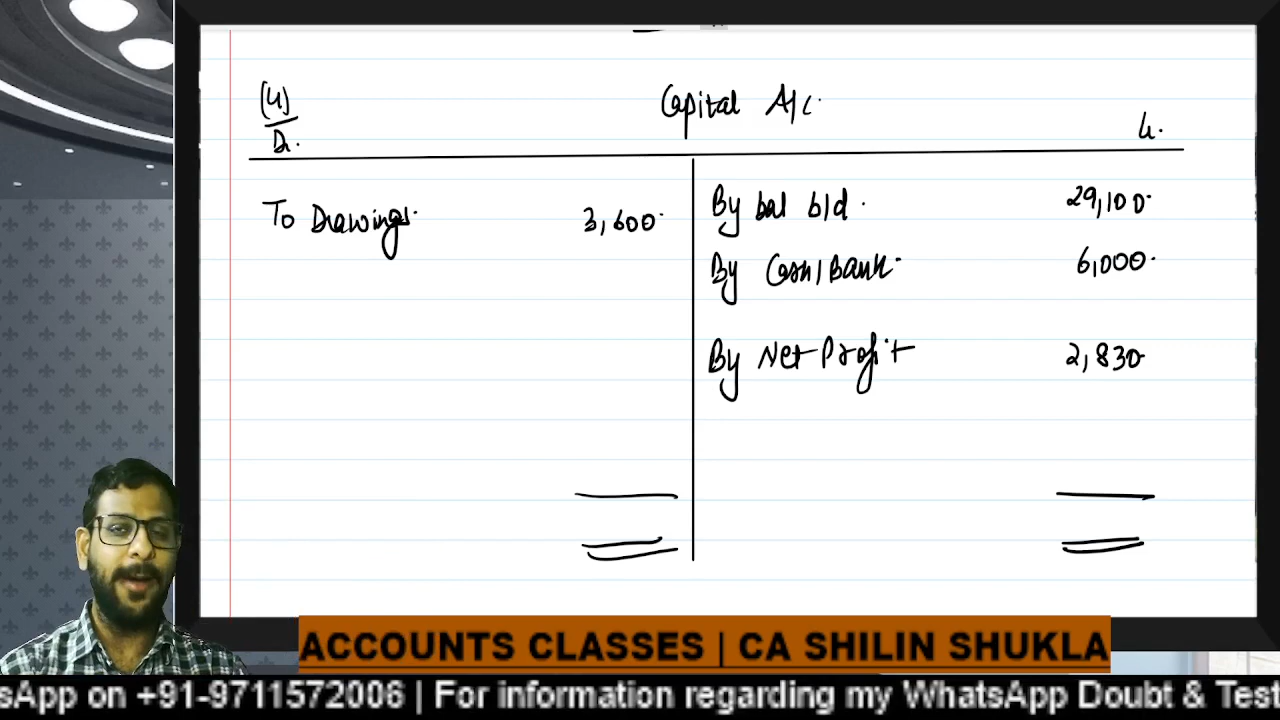 (4)
Capital A/c.
Dr.
Cr.
To Drawings. 3,600.
By bal b/d. 29,100.
By Cash/Bank. 6,000.
By Net Profit 2,830
ACCOUNTS CLASSES | CA SHILIN SHUKLA
sApp on +91-9711572006 | For information regarding my WhatsApp Doubt & Test